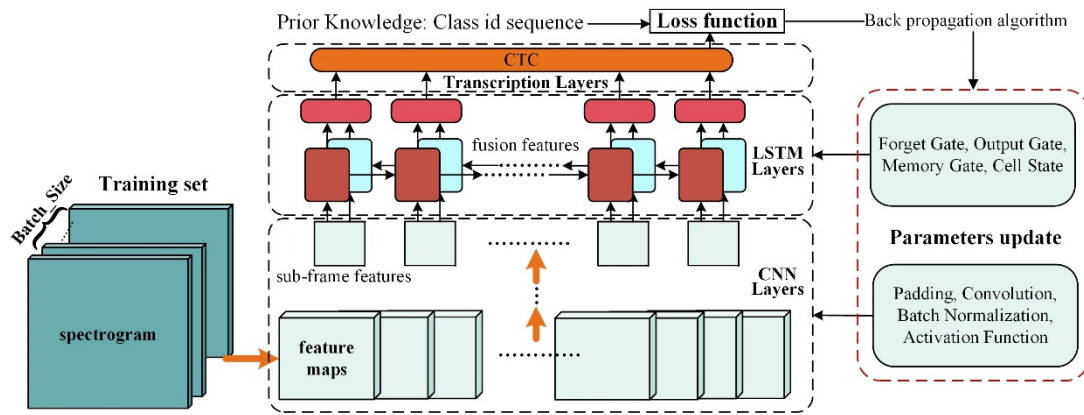 Prior Knowledge: Class id sequence
Loss function
Back propagation algorithm
CTC
Transcription Layers
fusion features
LSTM
Layers
Forget Gate, Output Gate,
Memory Gate, Cell State
Training set
Batch_Size
spectrogram
sub-frame features
CNN
Layers
feature
maps
Parameters update
Padding, Convolution,
Batch Normalization,
Activation Function